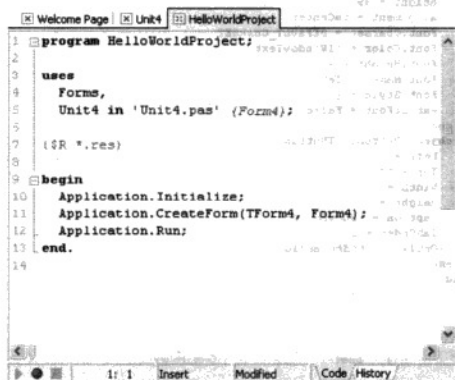 Welcome Page Unit4 HelloWorldProject
1 program HelloWorldProject;
2
3 uses
4 Forms,
5 Unit4 in 'Unit4.pas' {Form4};
6
7 {$R *.res}
8
9 begin
10 Application.Initialize;
11 Application.CreateForm(TForm4, Form4);
12 Application.Run;
13 end.
14
1: 1 Insert Modified Code History